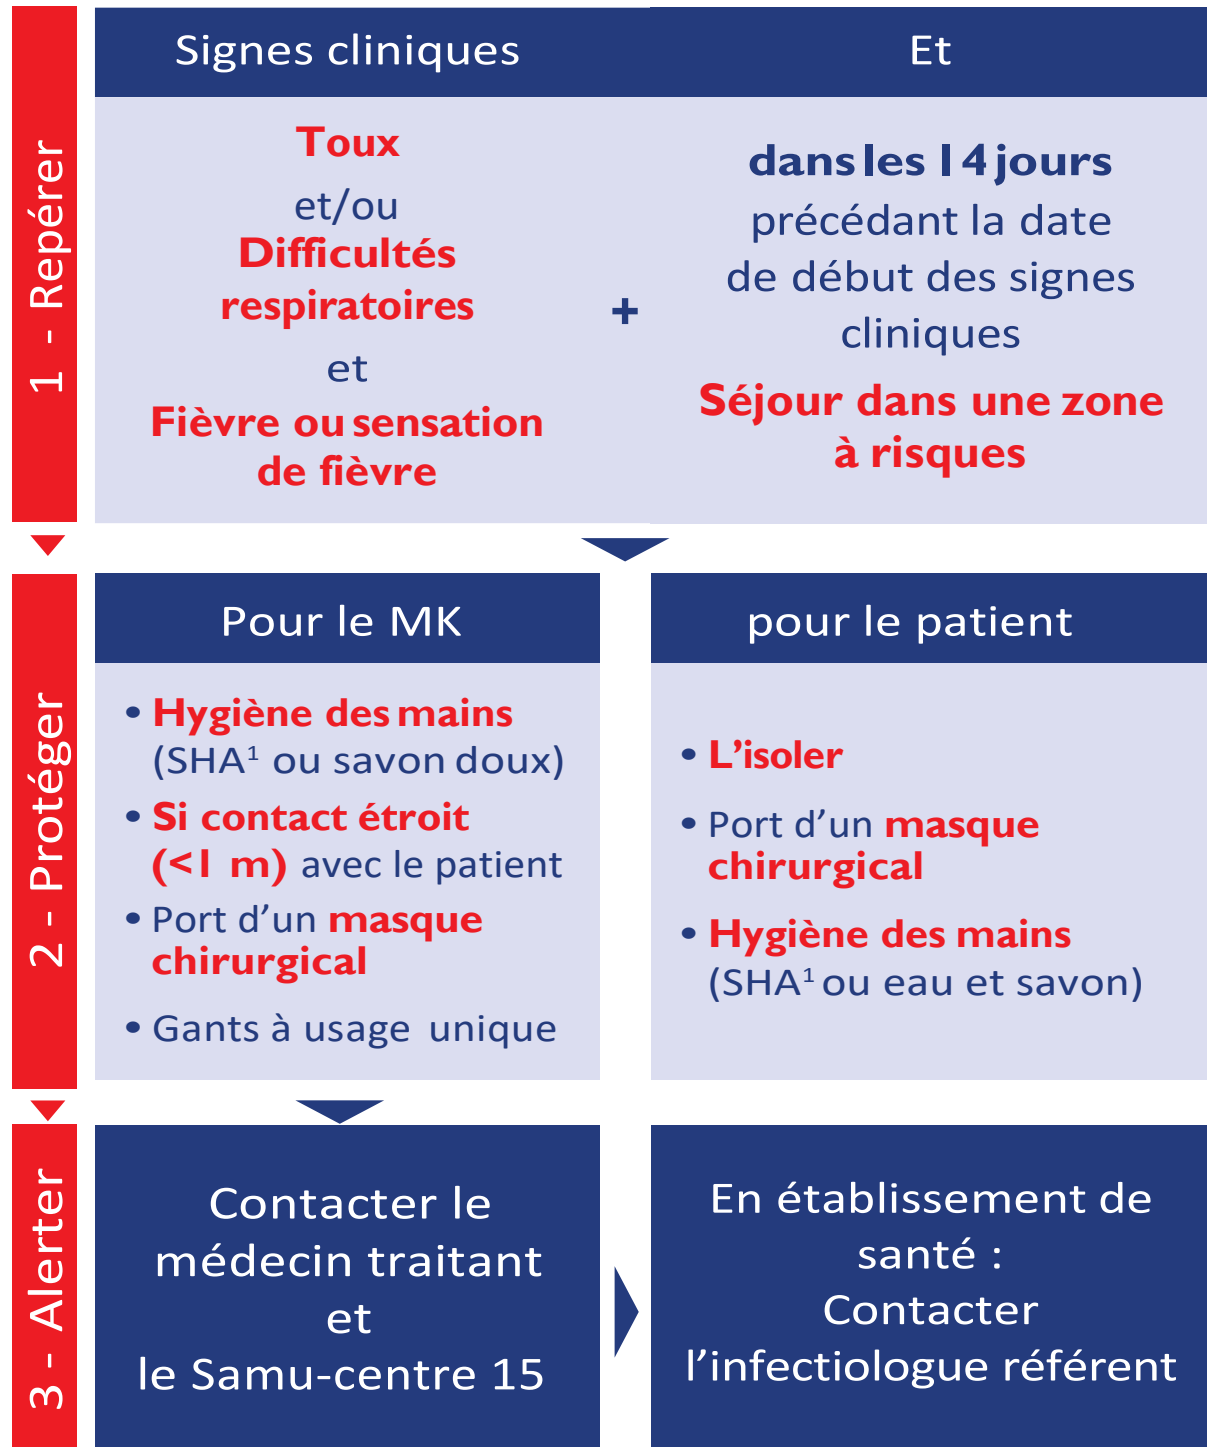 1 - Repérer
Signes cliniques
Toux
et/ou
Difficultés
respiratoires
et
Fièvre ou sensation
de fièvre
+
Et
dans les 14 jours
précédant la date
de début des signes
cliniques
Séjour dans une zone
à risques
2 - Protéger
Pour le MK
• Hygiène des mains
(SHA¹ ou savon doux)
• Si contact étroit
(<1 m) avec le patient
• Port d’un masque
chirurgical
• Gants à usage unique
pour le patient
• L’isoler
• Port d’un masque
chirurgical
• Hygiène des mains
(SHA¹ ou eau et savon)
3 - Alerter
Contacter le
médecin traitant
et
le Samu-centre 15
En établissement de
santé :
Contacter
l’infectiologue référent